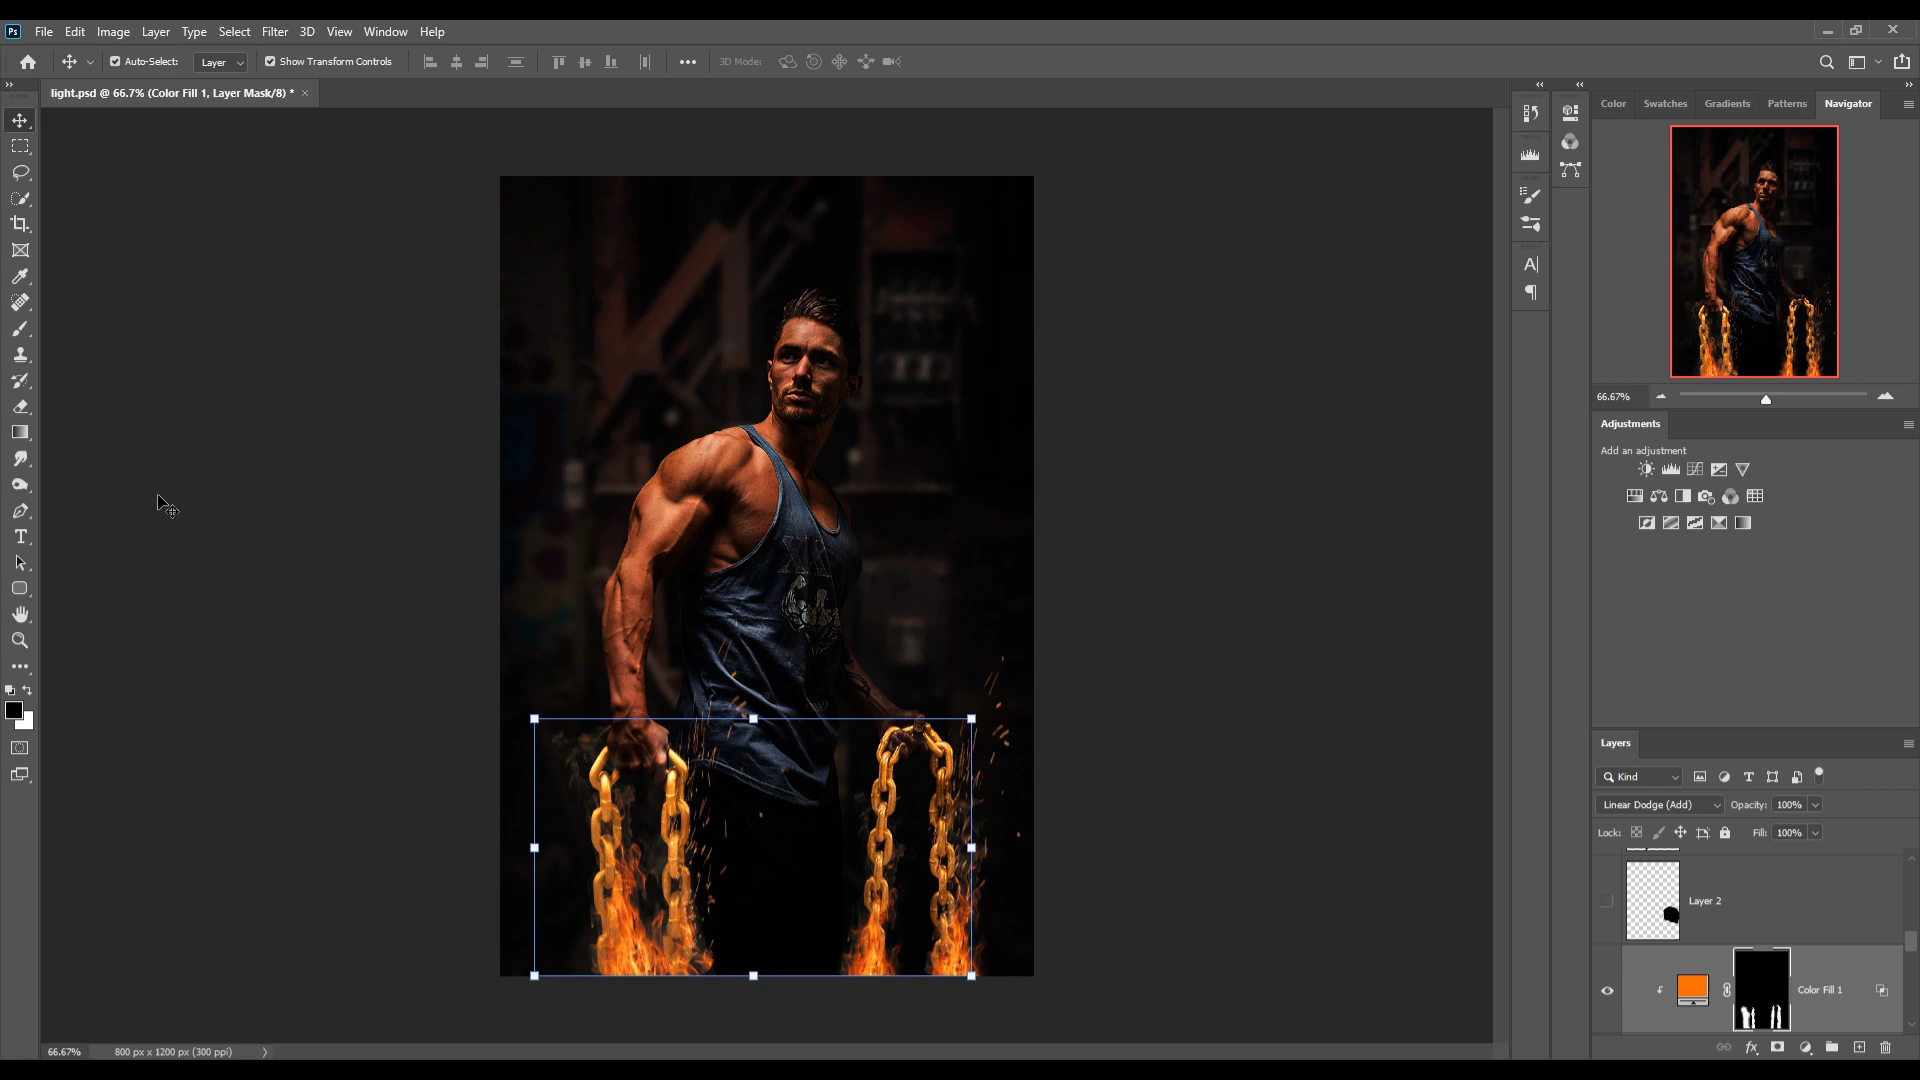 Ps File Edit Image Layer Type Select Filter 3D View Window Help
Auto-Select: Layer Show Transform Controls 3D Mode:
light.psd @ 66.7% (Color Fill 1, Layer Mask/8) *
Color Swatches Gradients Patterns Navigator
66.67%
Adjustments
Add an adjustment
Layers
Kind
Linear Dodge (Add) Opacity: 100%
Lock: Fill: 100%
Layer 2
Color Fill 1
66.67% 800 px x 1200 px (300 ppi)
fx